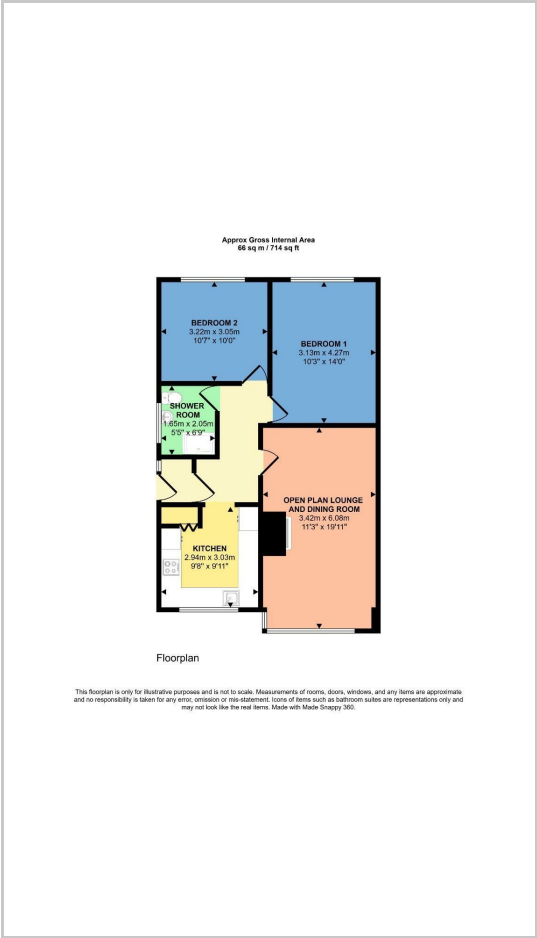 Approx Gross Internal Area
66 sq m / 714 sq ft
BEDROOM 2
3.22m x 3.05m
10'7" x 10'0"
BEDROOM 1
3.13m x 4.27m
10'3" x 14'0"
SHOWER
ROOM
1.65m x 2.05m
5'5" x 6'9"
OPEN PLAN LOUNGE
AND DINING ROOM
3.42m x 6.08m
11'3" x 19'11"
KITCHEN
2.94m x 3.03m
9'8" x 9'11"
Floorplan
This floorplan is only for illustrative purposes and is not to scale. Measurements of rooms, doors, windows, and any items are approximate
and no responsibility is taken for any error, omission or mis-statement. Icons of items such as bathroom suites are representations only and
may not look like the real items. Made with Made Snappy 360.